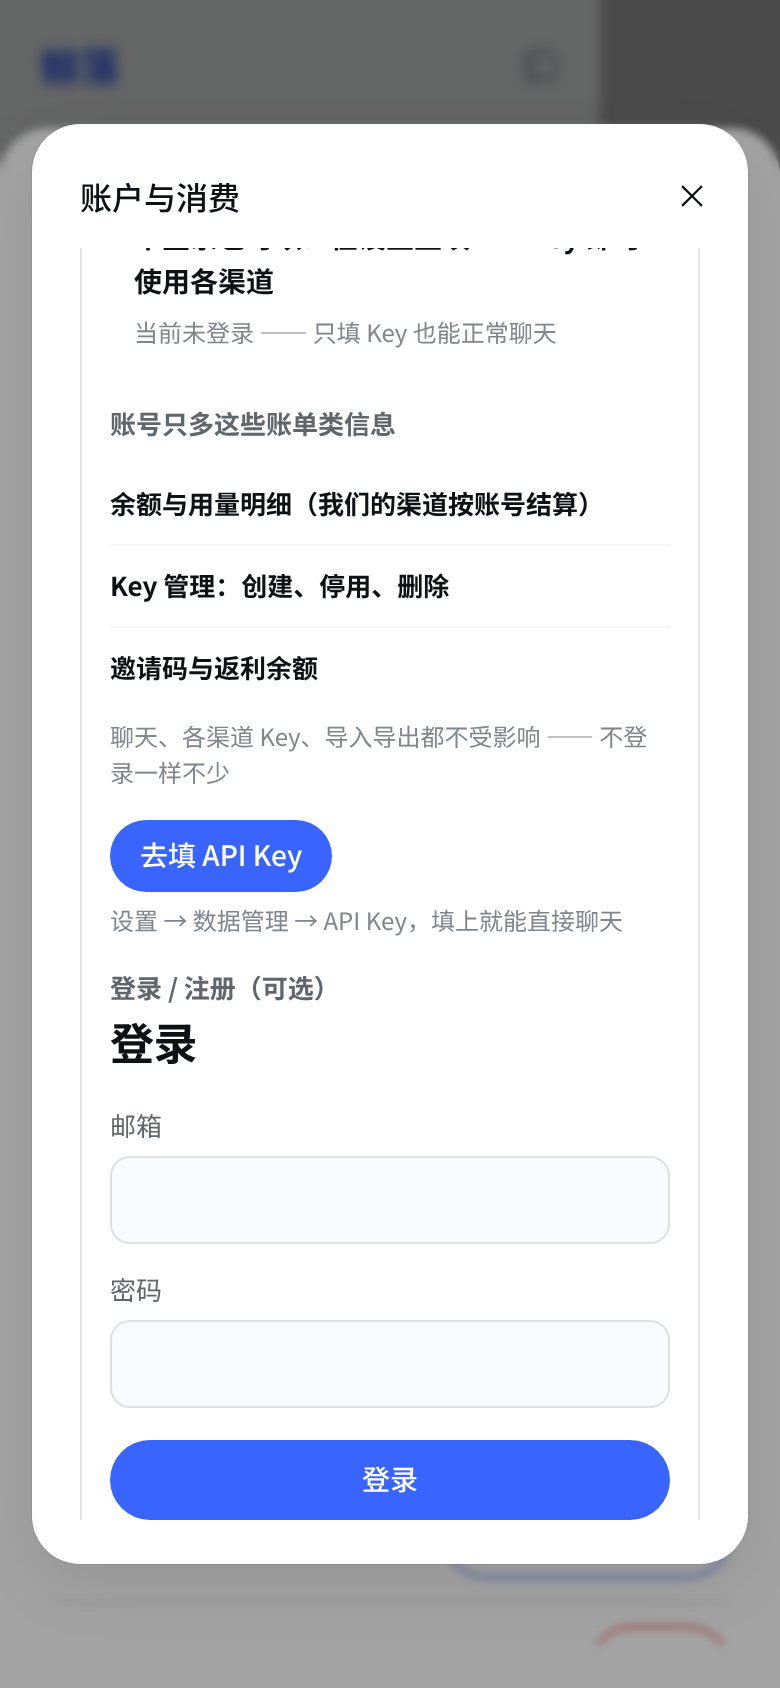 账户与消费
使用各渠道
当前未登录 —— 只填 Key 也能正常聊天
账号只多这些账单类信息
余额与用量明细（我们的渠道按账号结算）
Key 管理：创建、停用、删除
邀请码与返利余额
聊天、各渠道 Key、导入导出都不受影响 —— 不登
录一样不少
去填 API Key
设置 → 数据管理 → API Key，填上就能直接聊天
登录 / 注册（可选）
登录
邮箱
密码
登录